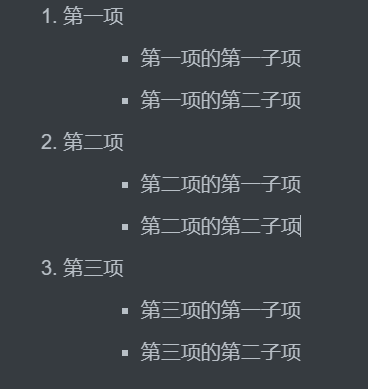 1. 第一项
▪ 第一项的第一子项
▪ 第一项的第二子项
2. 第二项
▪ 第二项的第一子项
▪ 第二项的第二子项
3. 第三项
▪ 第三项的第一子项
▪ 第三项的第二子项